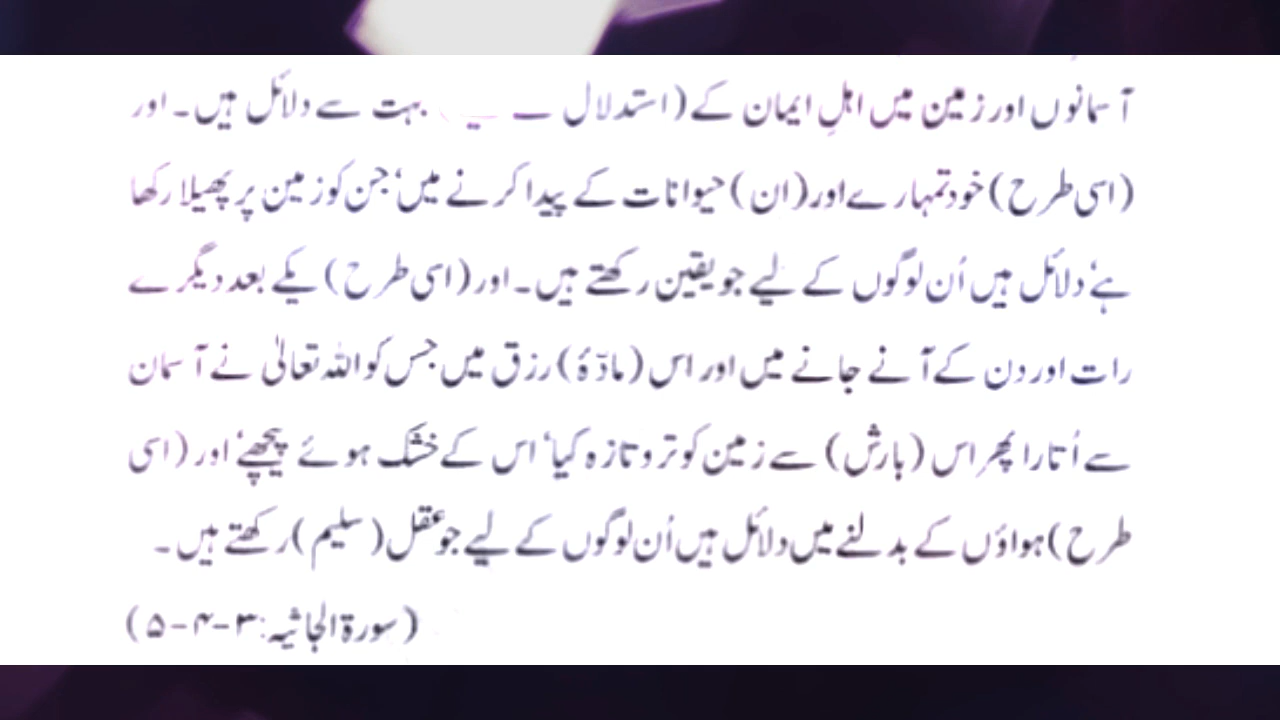 آسمانوں اور زمین میں اہلِ ایمان کے (استدلال بہت سے دلائل ہیں۔ اور
(اسی طرح) خود تمہارے اور (ان) حیوانات کے پیدا کرنے میں، جن کو زمین پر پھیلا رکھا
ہے، دلائل ہیں اُن لوگوں کے لیے جو یقین رکھتے ہیں۔ اور (اسی طرح) یکے بعد دیگرے
رات اور دن کے آنے جانے میں اور اس (مادّۂ) رزق میں جس کو اللہ تعالیٰ نے آسمان
سے اُتارا پھر اس (بارش) سے زمین کو تر و تازہ کیا، اس کے خشک ہوئے پیچھے، اور (اسی
طرح) ہواؤں کے بدلنے میں دلائل ہیں اُن لوگوں کے لیے جو عقل (سلیم) رکھتے ہیں۔
(سورۃ الجاثیہ: ۳-۴-۵)